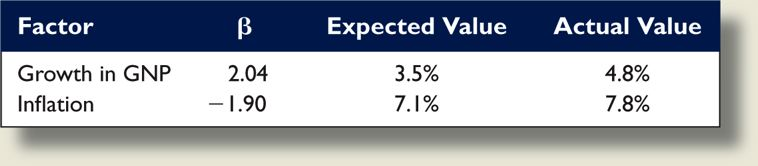 Factor β Expected Value Actual Value
Growth in GNP 2.04 3.5% 4.8%
Inflation −1.90 7.1% 7.8%